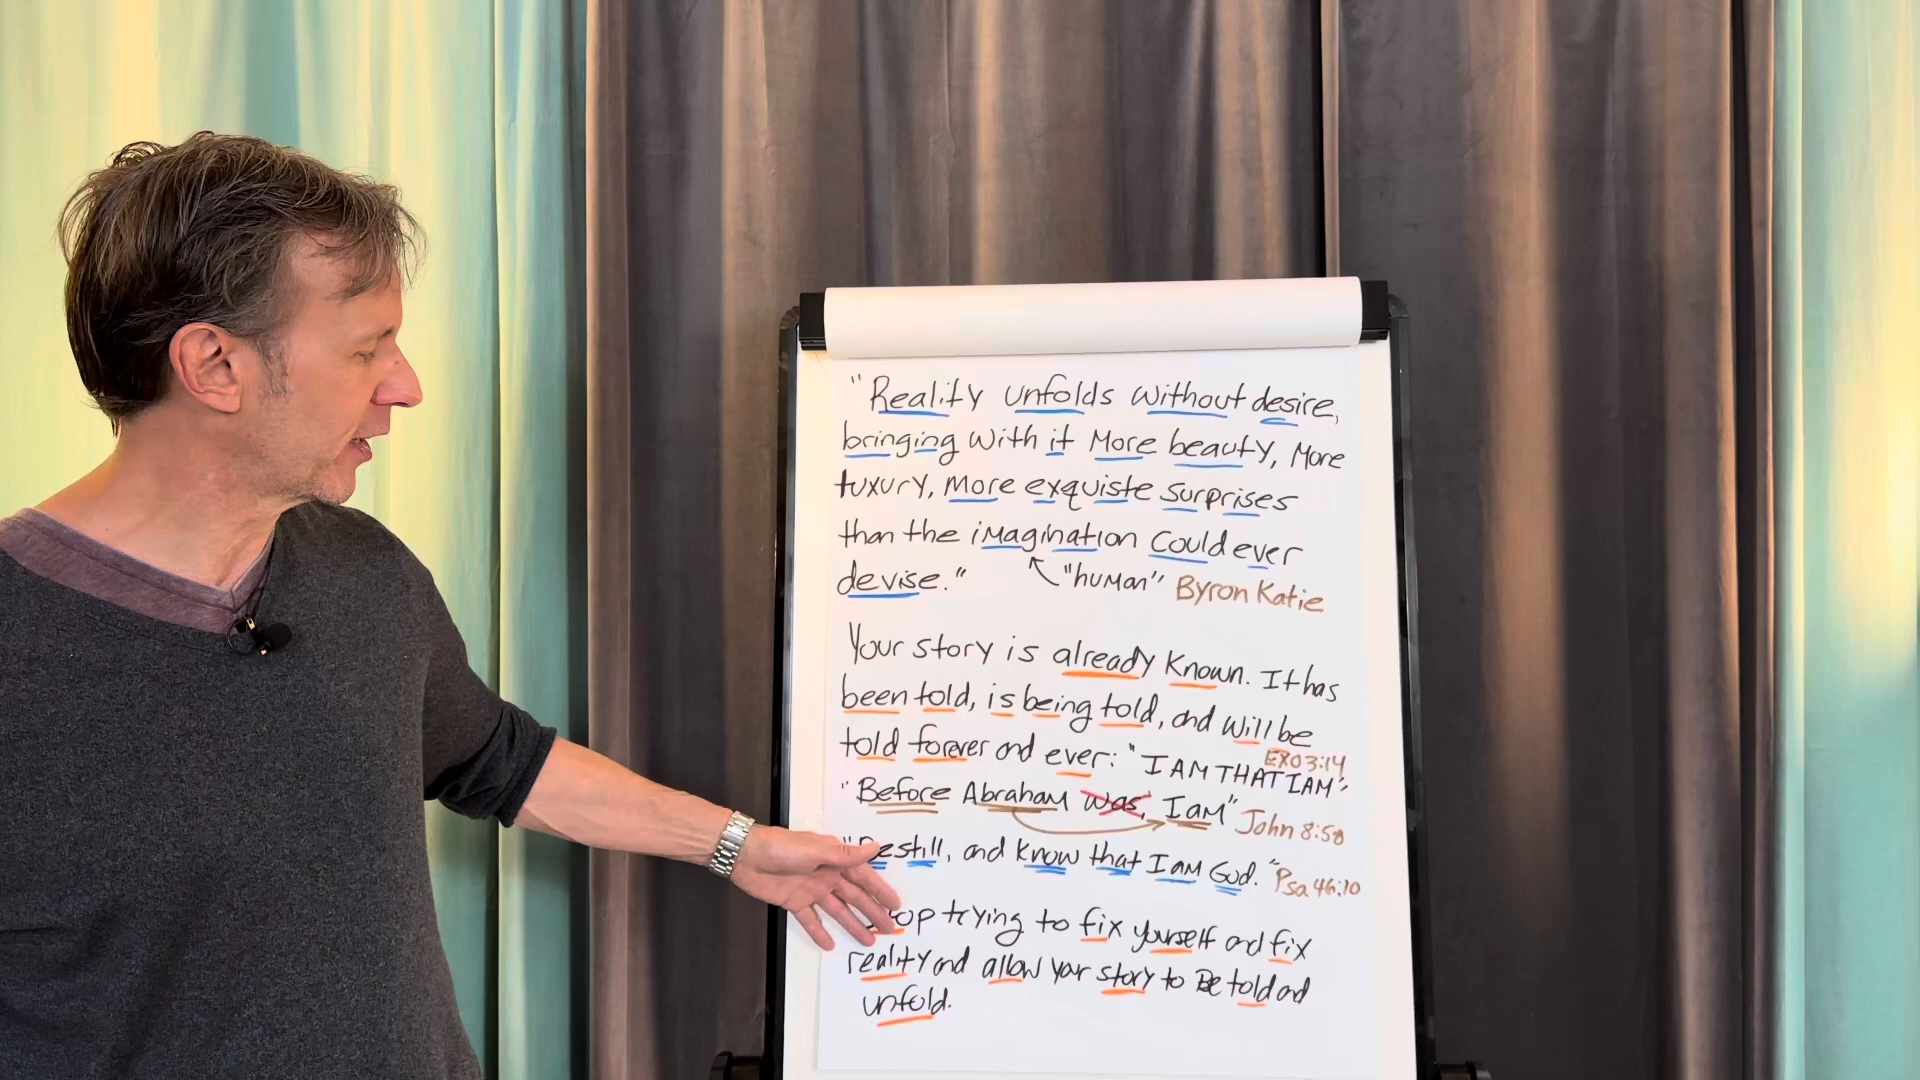 "Reality unfolds without desire,
bringing with it More beauty, More
luxury, more exquiste surprises
than the imagination could ever
devise." "human" Byron Katie
Your story is already known. It has
been told, is being told, and will be
told forever and ever: "I AM THAT I AM", EXO 3:14
"Before Abraham was, I am" John 8:58
"Be still, and know that I am God." Psa 46:10
trying to fix yourself and fix
reality and allow your story to Be told and
unfold.